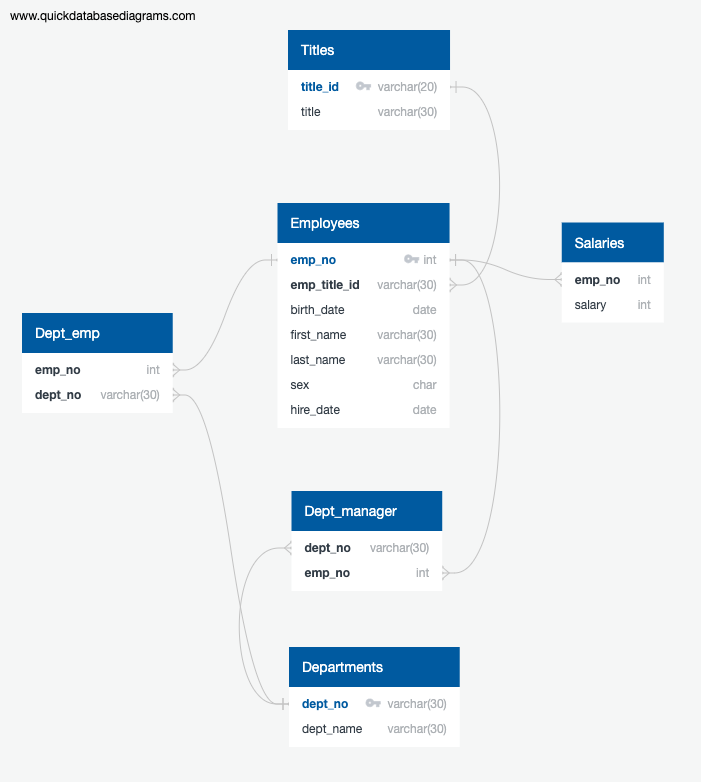 www.quickdatabasediagrams.com
Titles
title_id varchar(20)
title varchar(30)
Employees
emp_no int
emp_title_id varchar(30)
birth_date date
first_name varchar(30)
last_name varchar(30)
sex char
hire_date date
Salaries
emp_no int
salary int
Dept_emp
emp_no int
dept_no varchar(30)
Dept_manager
dept_no varchar(30)
emp_no int
Departments
dept_no varchar(30)
dept_name varchar(30)